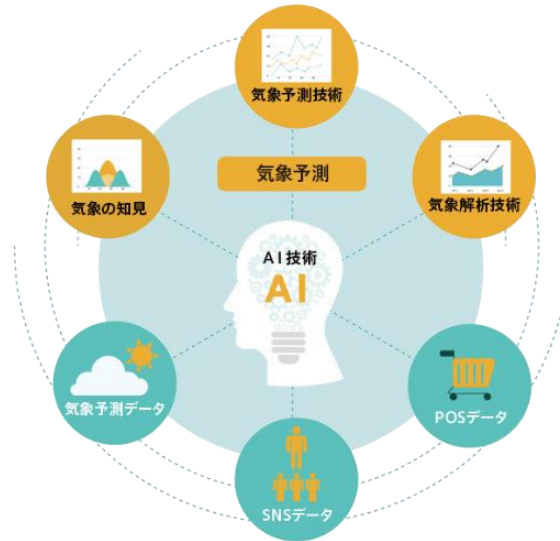 気象予測技術
気象の知見
気象予測
気象解析技術
AI技術
AI
気象予測データ
POSデータ
SNSデータ